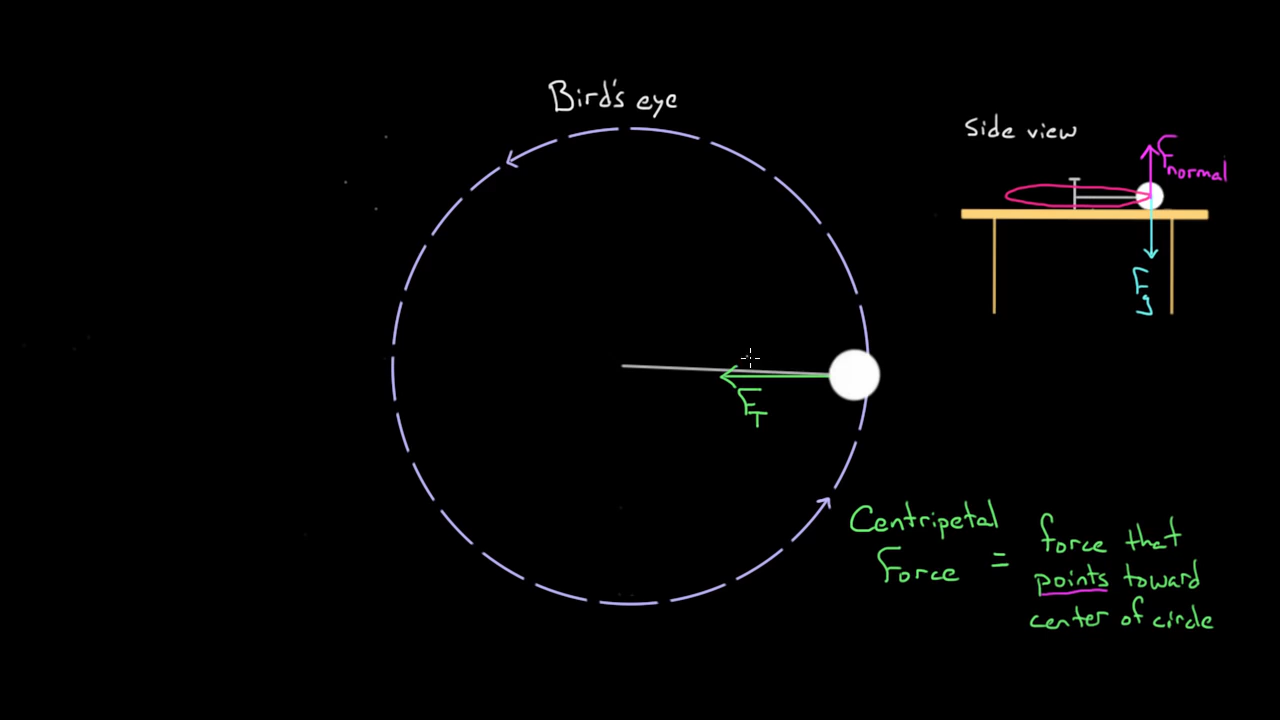 Bird's eye
Side view
Fnormal
Fg
FT
Centripetal
Force
=
force that
points toward
center of circle